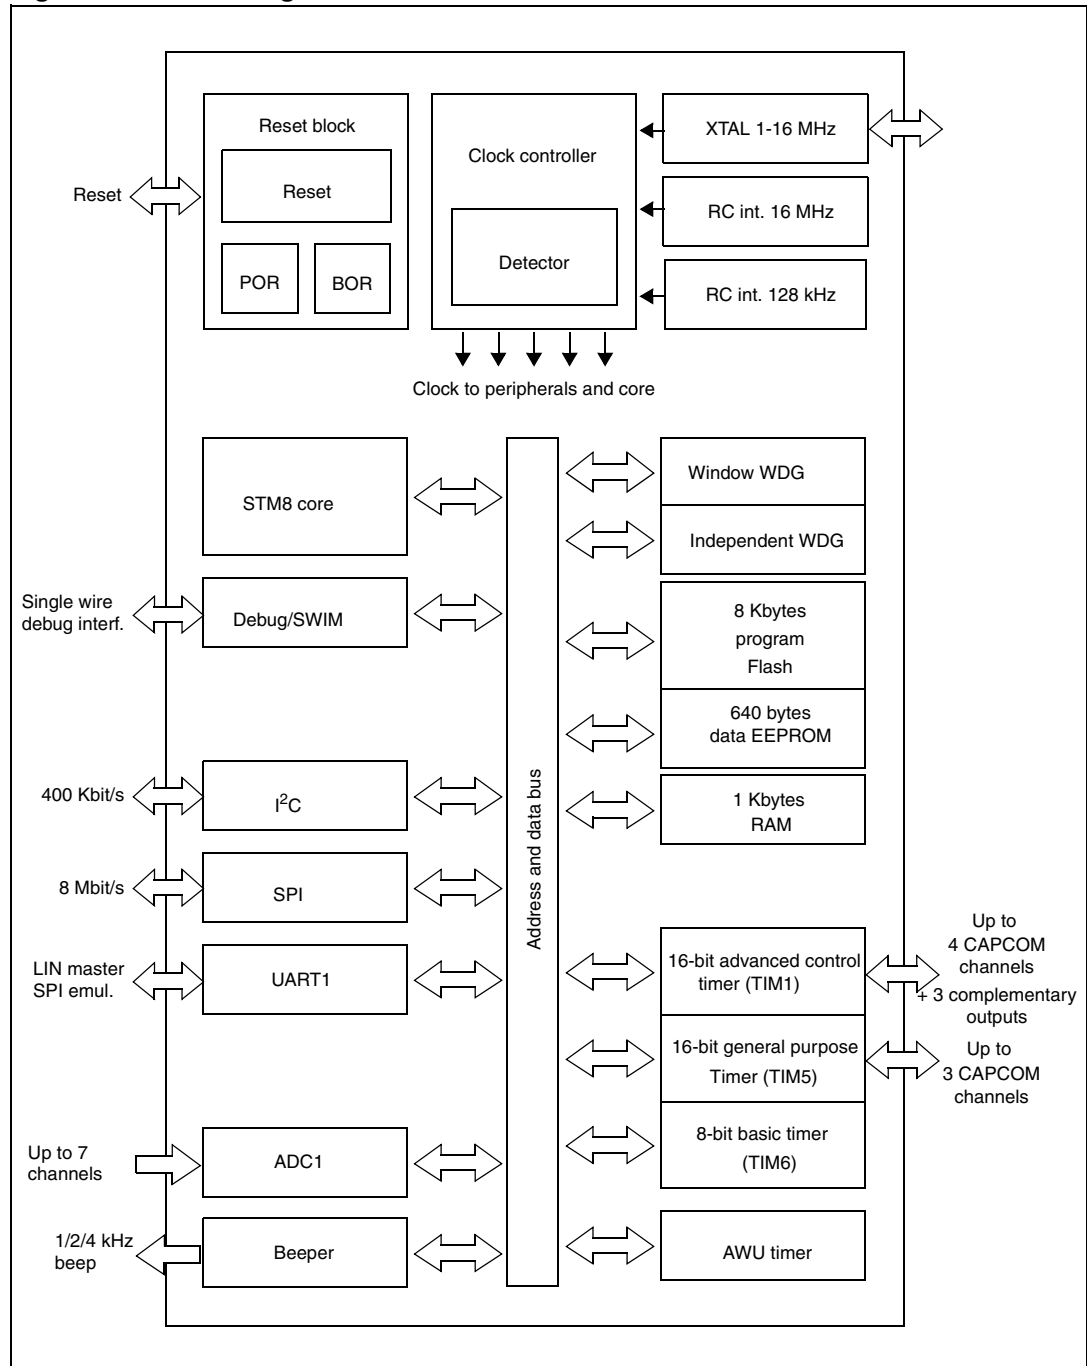 Reset block
Reset
POR
BOR
Reset
Clock controller
Detector
XTAL 1-16 MHz
RC int. 16 MHz
RC int. 128 kHz
Clock to peripherals and core
STM8 core
Single wire
debug interf.
Debug/SWIM
400 Kbit/s
I²C
8 Mbit/s
SPI
LIN master
SPI emul.
UART1
Up to 7
channels
ADC1
1/2/4 kHz
beep
Beeper
Address and data bus
Window WDG
Independent WDG
8 Kbytes
program
Flash
640 bytes
data EEPROM
1 Kbytes
RAM
16-bit advanced control
timer (TIM1)
Up to
4 CAPCOM
channels
+ 3 complementary
outputs
16-bit general purpose
Timer (TIM5)
Up to
3 CAPCOM
channels
8-bit basic timer
(TIM6)
AWU timer